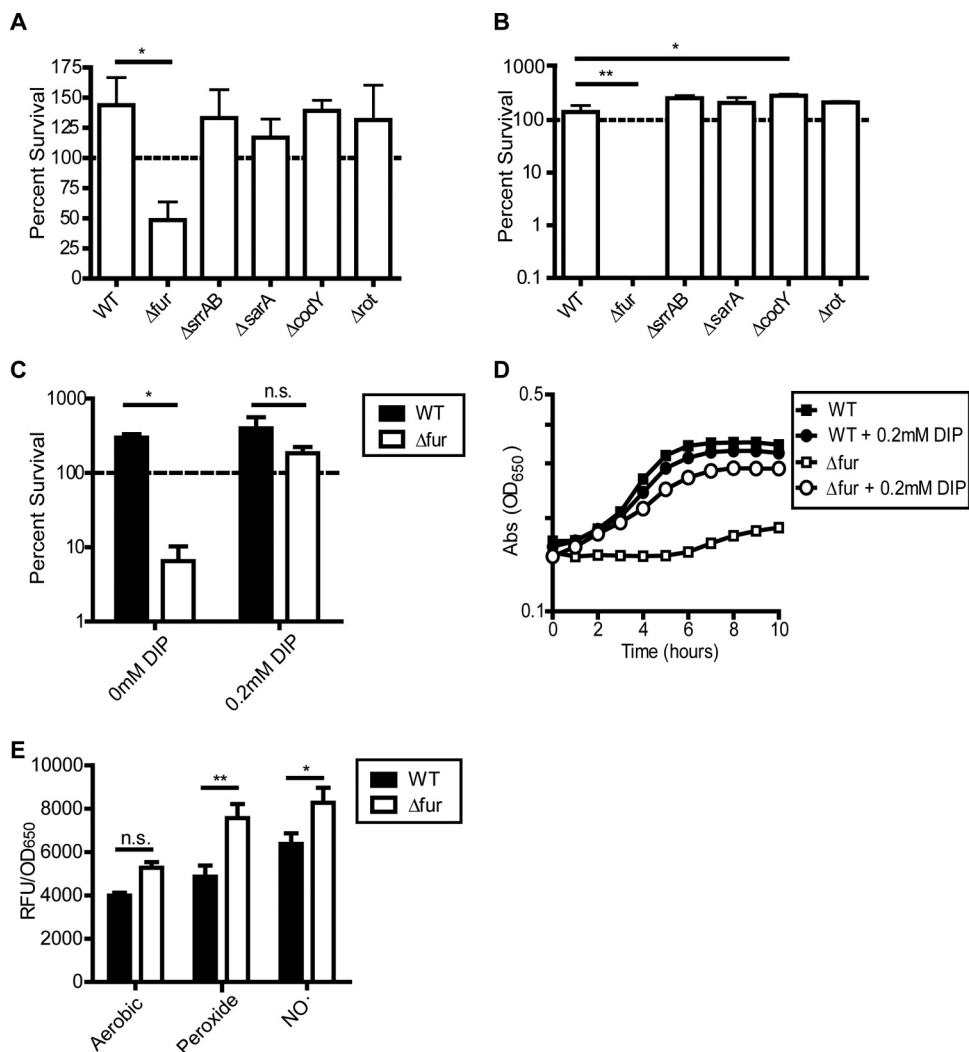 A
*
175
150
125
100
75
50
25
0
Percent Survival
WT
Δfur
ΔsrrAB
ΔsarA
ΔcodY
Δrot
B
*
**
1000
100
10
1
0.1
Percent Survival
WT
Δfur
ΔsrrAB
ΔsarA
ΔcodY
Δrot
C
*
n.s.
1000
100
10
1
Percent Survival
0mM DIP
0.2mM DIP
WT
Δfur
D
0.5
0.1
Abs (OD650)
0 2 4 6 8 10
Time (hours)
WT
WT + 0.2mM DIP
Δfur
Δfur + 0.2mM DIP
E
10000
8000
6000
4000
2000
0
RFU/OD650
n.s.
**
*
Aerobic
Peroxide
NO·
WT
Δfur